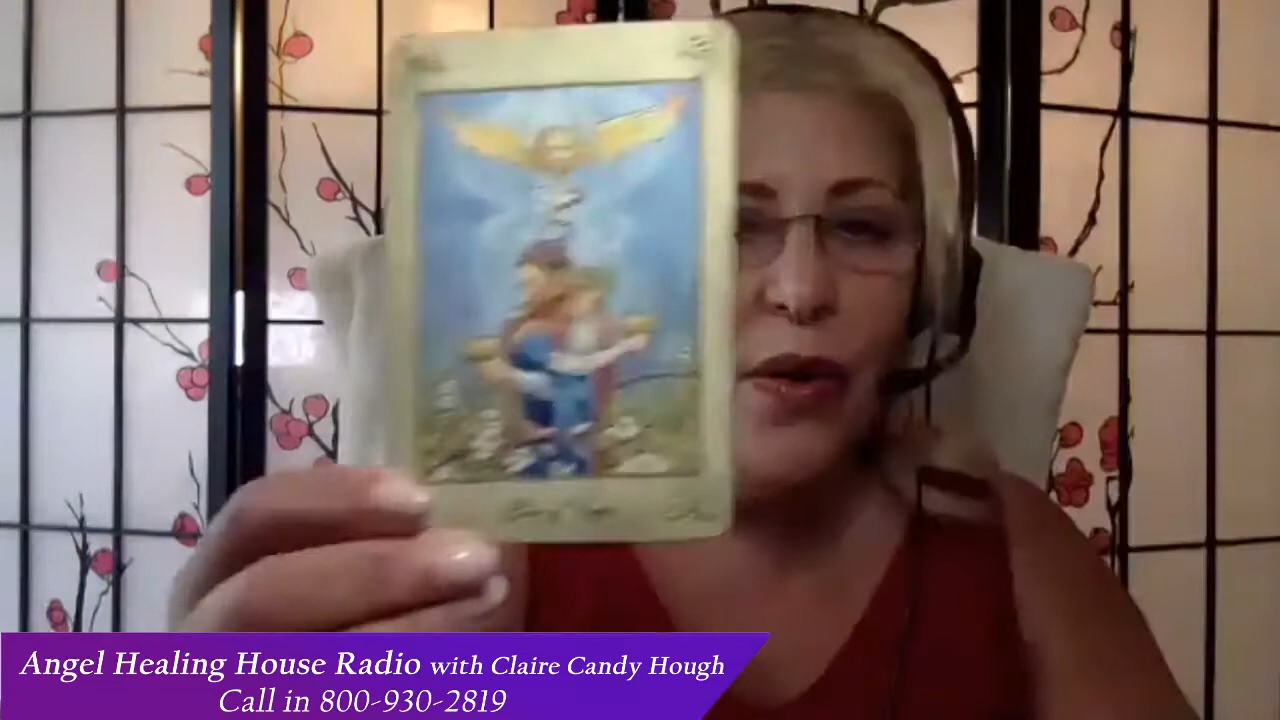 Angel Healing House Radio with Claire Candy Hough
Call in 800-930-2819